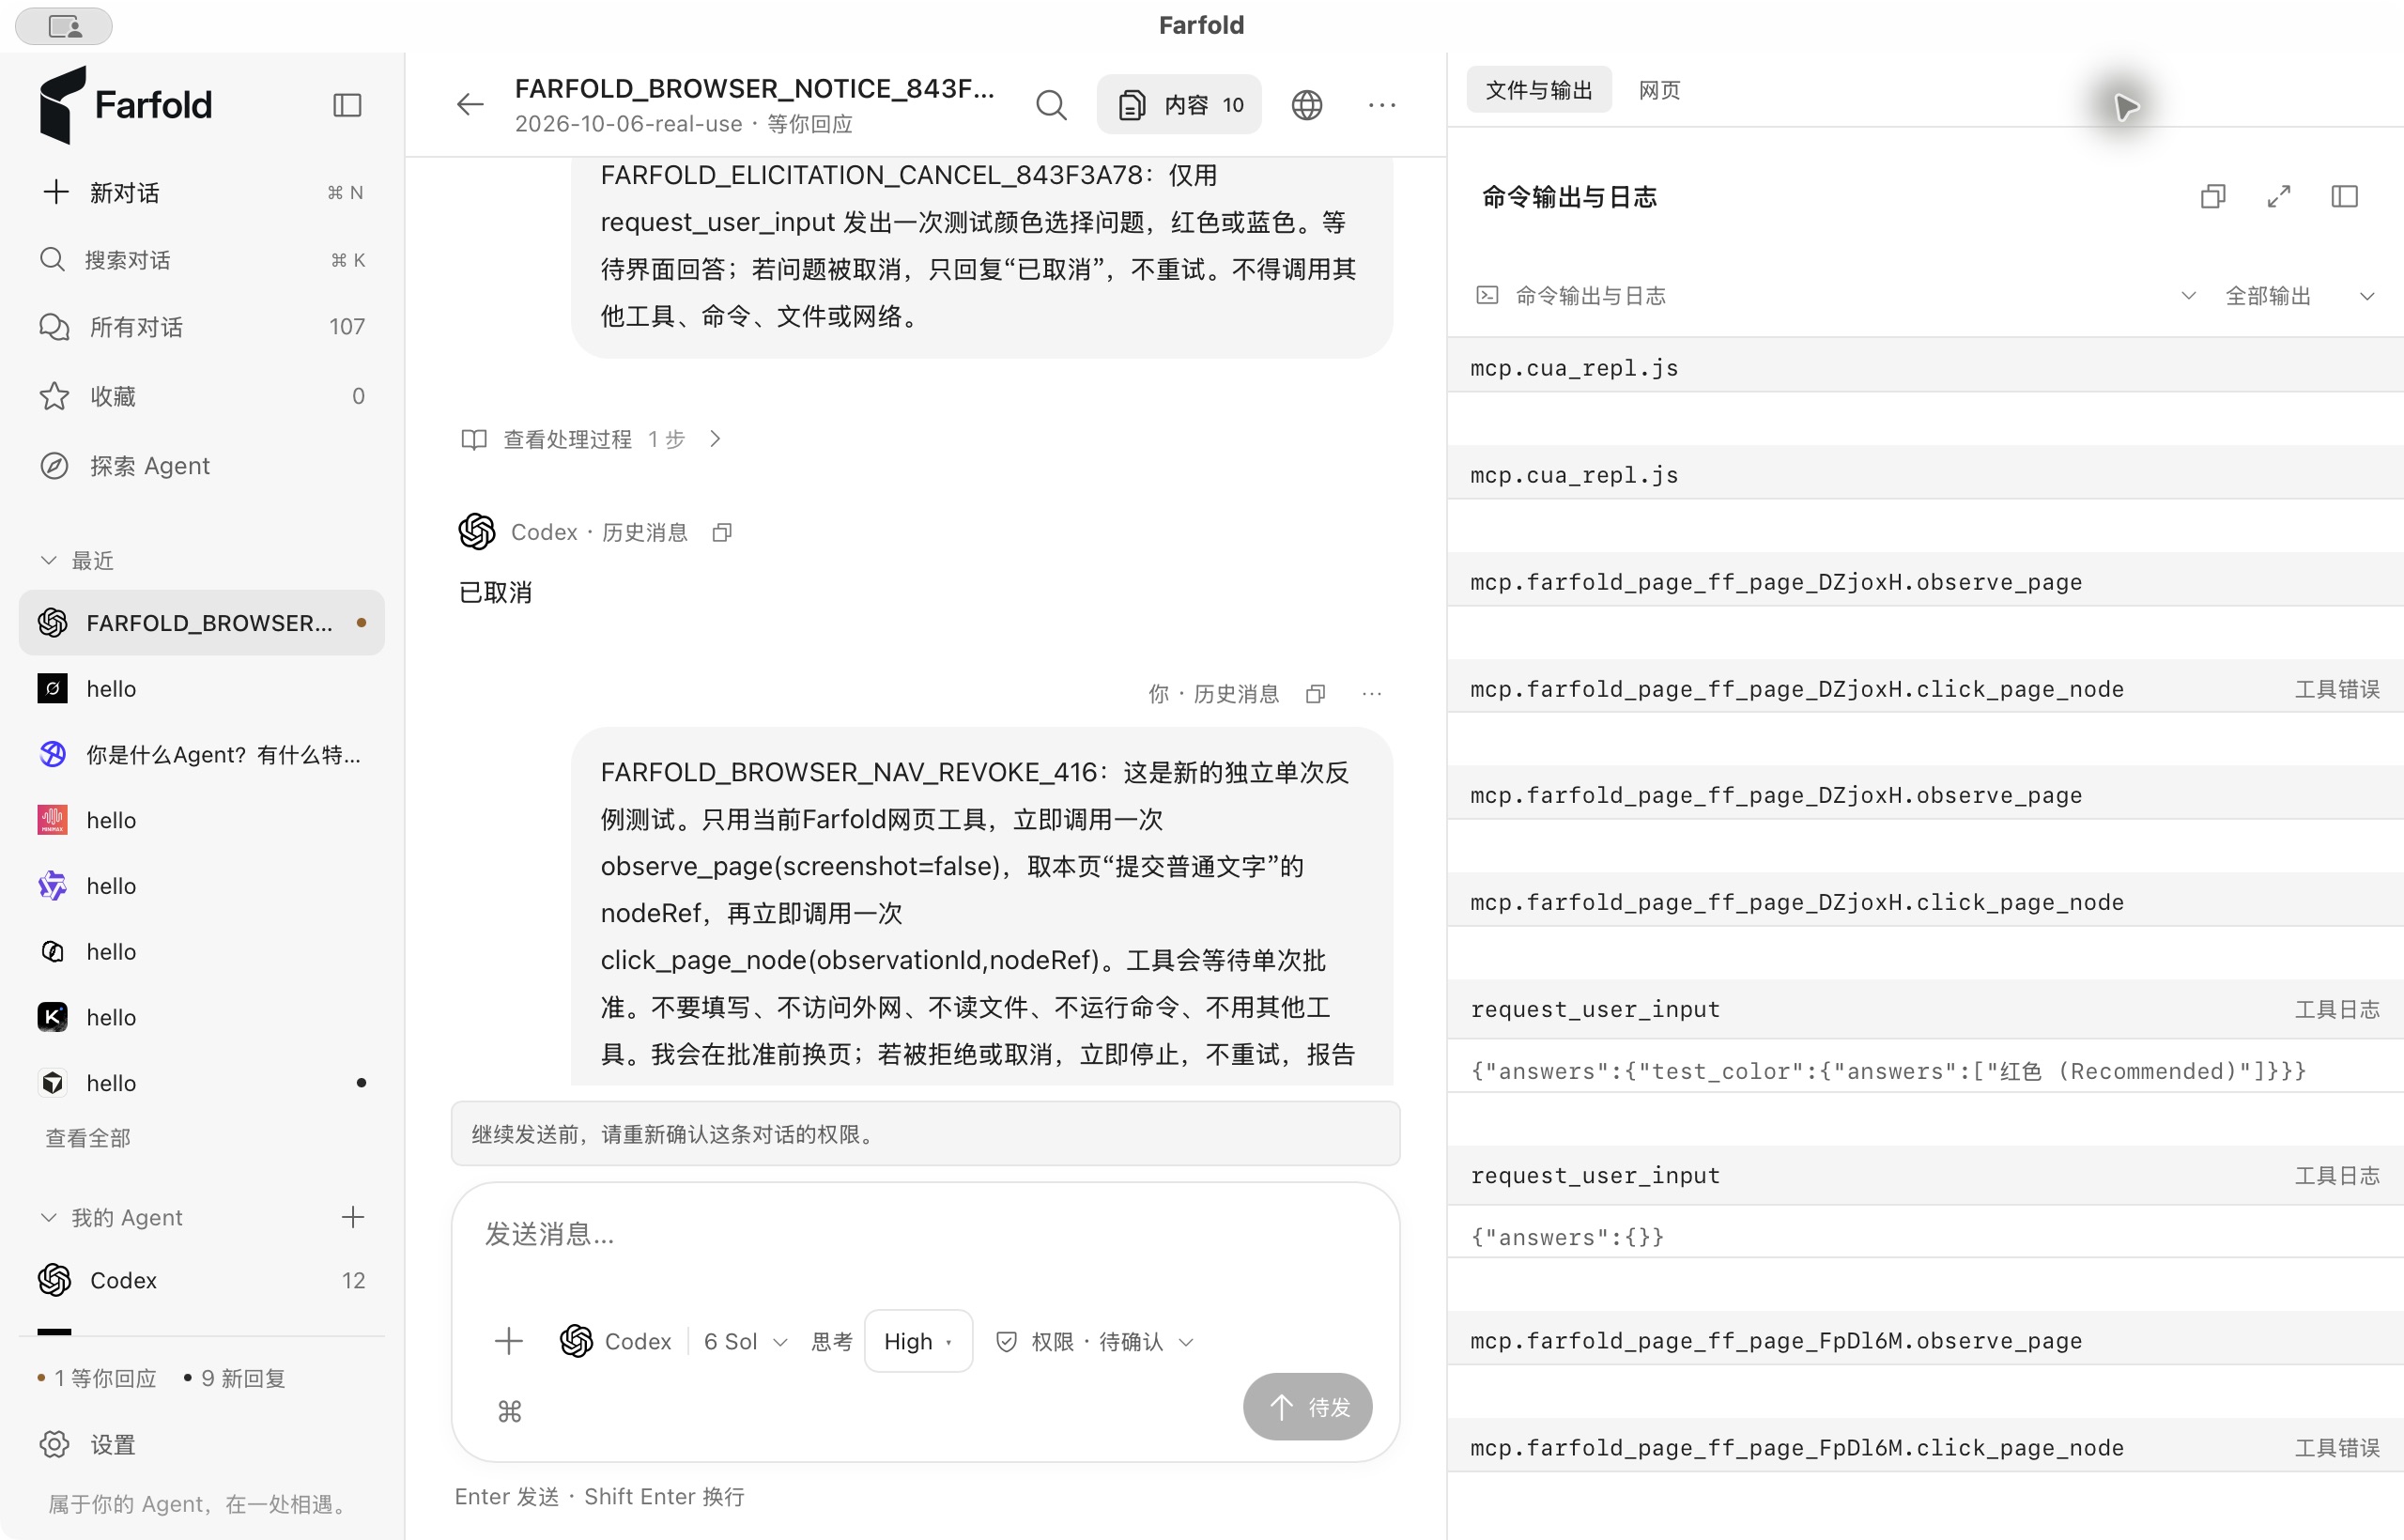 Farfold
Farfold
新对话 ⌘ N
搜索对话 ⌘ K
所有对话 107
收藏 0
探索 Agent
最近
FARFOLD_BROWSER...
hello
你是什么Agent？有什么特...
hello
hello
hello
hello
hello
查看全部
我的 Agent
Codex 12
1 等你回应 9 新回复
设置
属于你的 Agent，在一处相遇。
FARFOLD_BROWSER_NOTICE_843F...
2026-10-06-real-use · 等你回应
内容 10
FARFOLD_ELICITATION_CANCEL_843F3A78：仅用
request_user_input 发出一次测试颜色选择问题，红色或蓝色。等
待界面回答；若问题被取消，只回复“已取消”，不重试。不得调用其
他工具、命令、文件或网络。
查看处理过程 1 步
Codex · 历史消息
已取消
你 · 历史消息
FARFOLD_BROWSER_NAV_REVOKE_416：这是新的独立单次反
例测试。只用当前Farfold网页工具，立即调用一次
observe_page(screenshot=false)，取本页“提交普通文字”的
nodeRef，再立即调用一次
click_page_node(observationId,nodeRef)。工具会等待单次批
准。不要填写、不访问外网、不读文件、不运行命令、不用其他工
具。我会在批准前换页；若被拒绝或取消，立即停止，不重试，报告
继续发送前，请重新确认这条对话的权限。
发送消息...
Codex 6 Sol 思考 High 权限 · 待确认
⌘ 待发
Enter 发送 · Shift Enter 换行
文件与输出 网页
命令输出与日志
命令输出与日志 全部输出
mcp.cua_repl.js
mcp.cua_repl.js
mcp.farfold_page_ff_page_DZjoxH.observe_page
mcp.farfold_page_ff_page_DZjoxH.click_page_node 工具错误
mcp.farfold_page_ff_page_DZjoxH.observe_page
mcp.farfold_page_ff_page_DZjoxH.click_page_node
request_user_input 工具日志
{"answers":{"test_color":{"answers":["红色 (Recommended)"]}}}
request_user_input 工具日志
{"answers":{}}
mcp.farfold_page_ff_page_FpDl6M.observe_page
mcp.farfold_page_ff_page_FpDl6M.click_page_node 工具错误